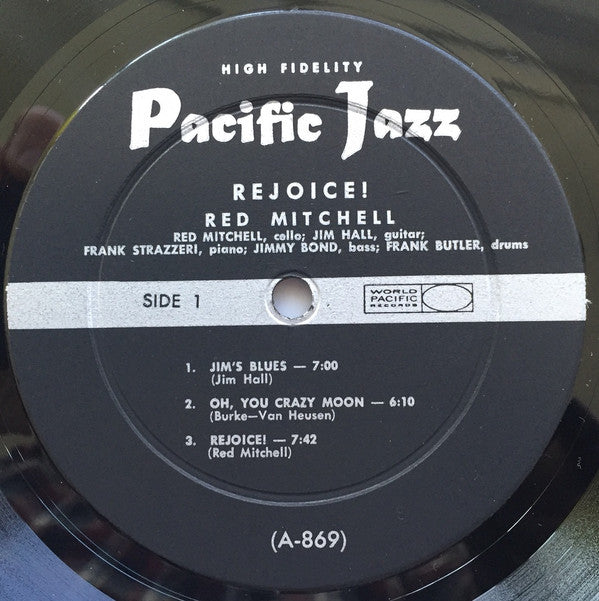 HIGH FIDELITY
Pacific Jazz
REJOICE!
RED MITCHELL
RED MITCHELL, cello; JIM HALL, guitar;
FRANK STRAZZERI, piano; JIMMY BOND, bass; FRANK BUTLER, drums
SIDE 1
WORLD
PACIFIC
RECORDS
1. JIM'S BLUES — 7:00
(Jim Hall)
2. OH, YOU CRAZY MOON — 6:10
(Burke—Van Heusen)
3. REJOICE! — 7:42
(Red Mitchell)
(A-869)